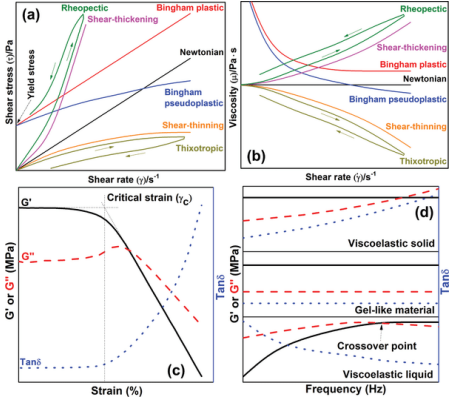 (a)
Rheopectic
Shear-thickening
Bingham plastic
Newtonian
Bingham
pseudoplastic
Shear-thinning
Thixotropic
Yield stress
Shear stress (τ)/Pa
Shear rate (γ̇)/s⁻¹
Rheopectic
Shear-thickening
Bingham plastic
Newtonian
Bingham pseudoplastic
Shear-thinning
Thixotropic
(b)
Viscosity (μ)/Pa · s
Shear rate (γ̇)/s⁻¹
G'
Critical strain (γC)
G''
Tanδ
(c)
G' or G'' (MPa)
Tanδ
Strain (%)
(d)
Viscoelastic solid
Gel-like material
Crossover point
Viscoelastic liquid
G' or G'' (MPa)
Tanδ
Frequency (Hz)